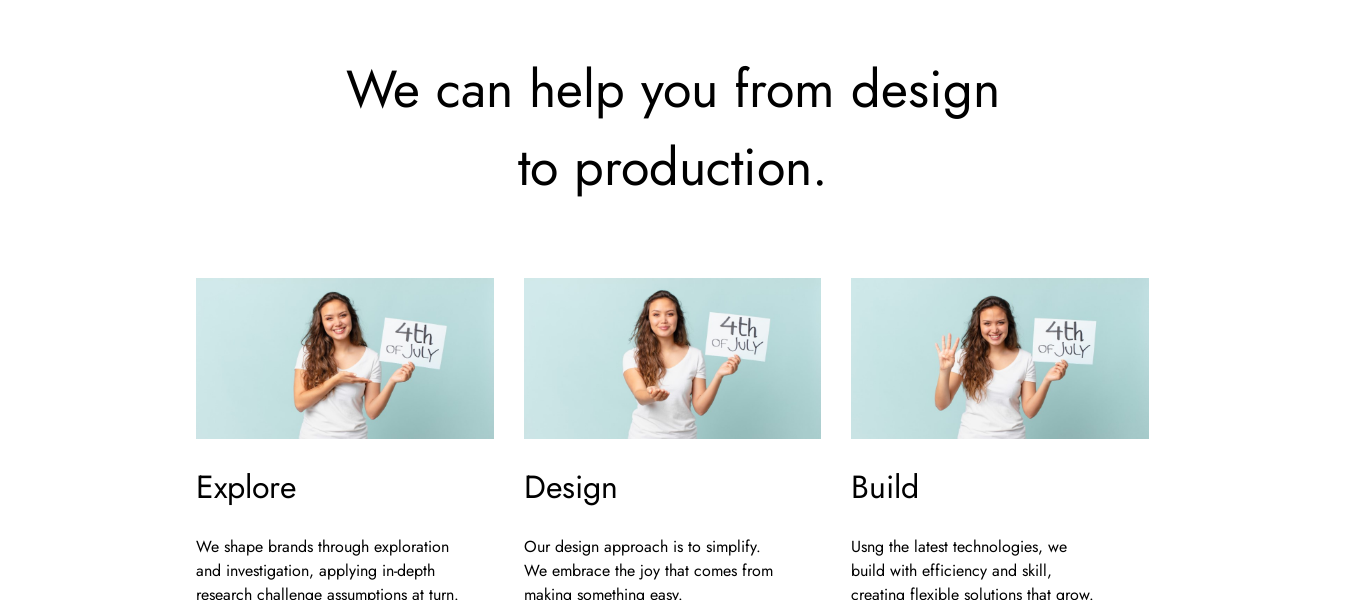 We can help you from design
to production.
4th
OF JULY
4th
OF JULY
4th
OF JULY
Explore
Design
Build
We shape brands through exploration
and investigation, applying in-depth
research challenge assumptions at turn.
Our design approach is to simplify.
We embrace the joy that comes from
making something easy.
Usng the latest technologies, we
build with efficiency and skill,
creating flexible solutions that grow.